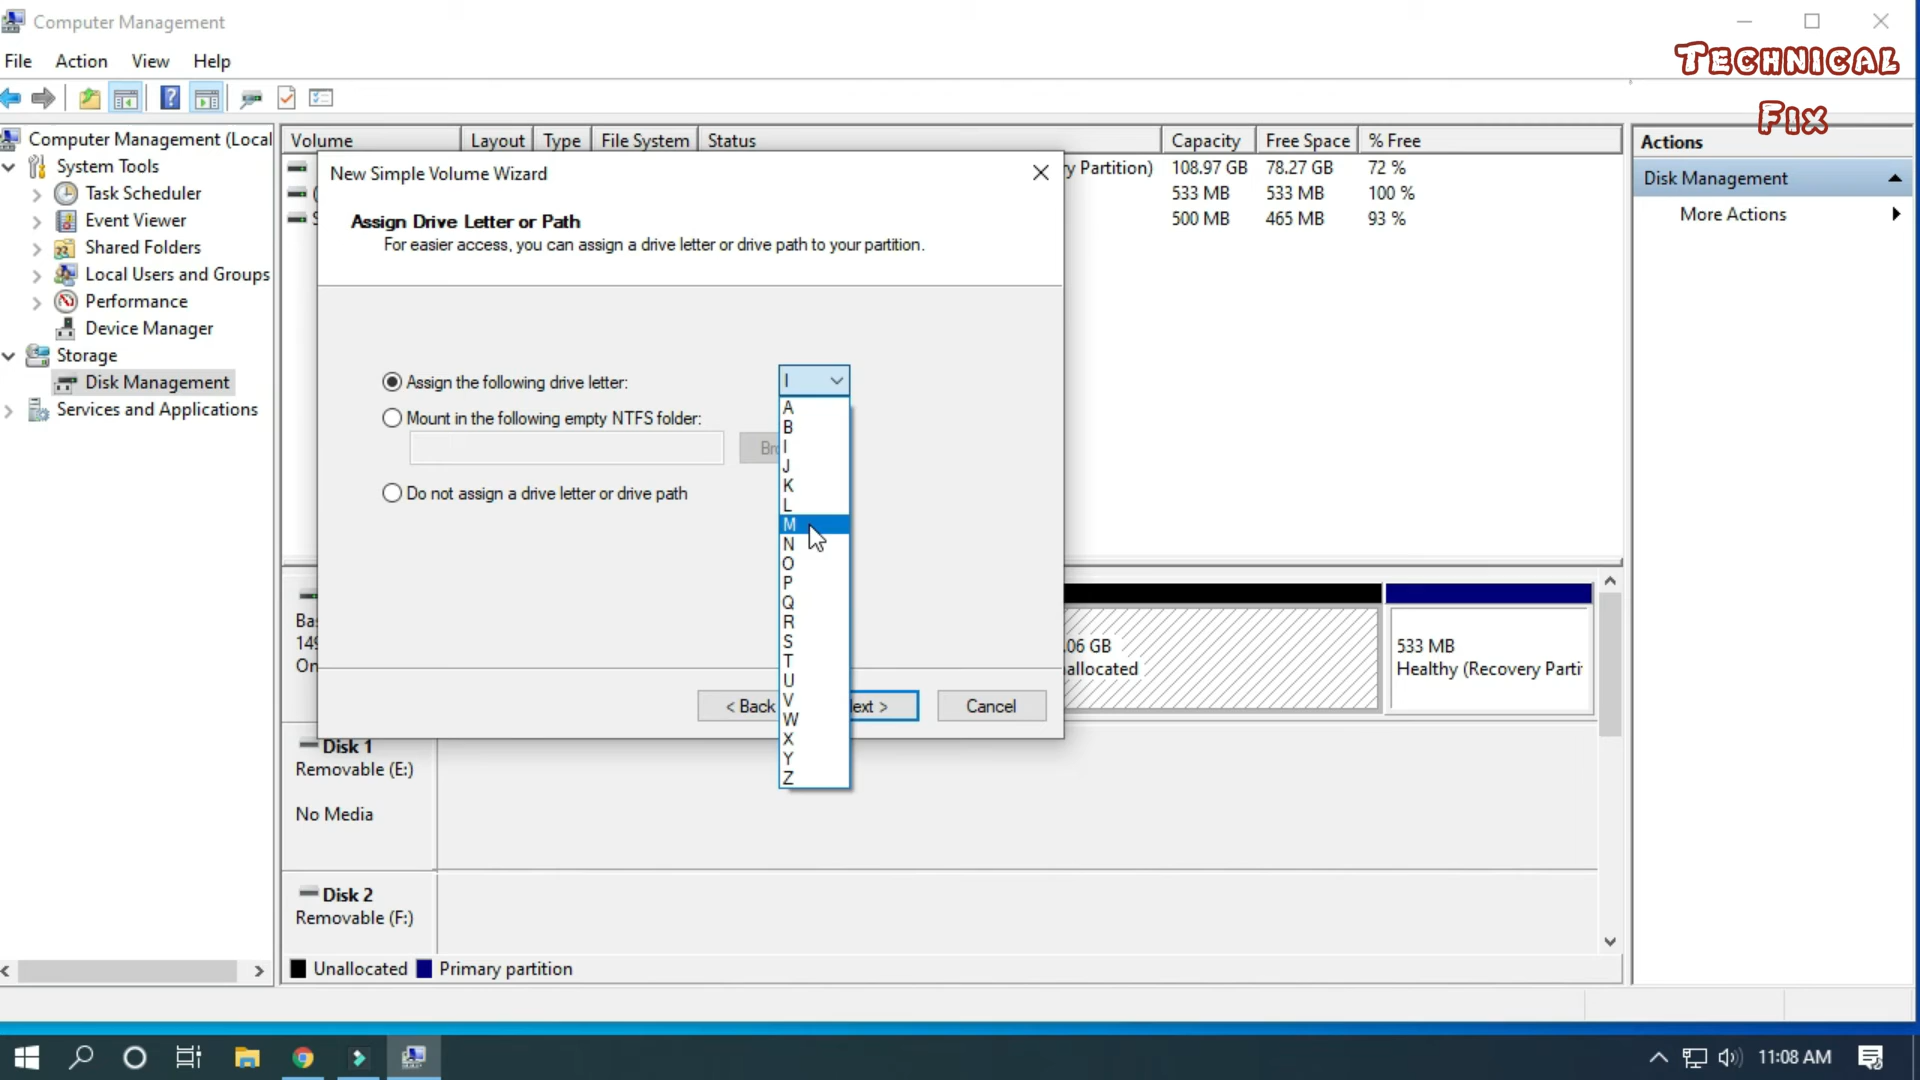 Computer Management
TECHNICAL
FIX
File Action View Help
Computer Management (Local
System Tools
Task Scheduler
Event Viewer
Shared Folders
Local Users and Groups
Performance
Device Manager
Storage
Disk Management
Services and Applications
Volume Layout Type File System Status Capacity Free Space % Free
y Partition) 108.97 GB 78.27 GB 72 %
( 533 MB 533 MB 100 %
S 500 MB 465 MB 93 %
New Simple Volume Wizard
Assign Drive Letter or Path
For easier access, you can assign a drive letter or drive path to your partition.
Assign the following drive letter: I
Mount in the following empty NTFS folder:
Bro
Do not assign a drive letter or drive path
A
B
I
J
K
L
M
N
O
P
Q
R
S
T
U
V
W
X
Y
Z
< Back ext > Cancel
Bas
149
On
.06 GB
allocated
533 MB
Healthy (Recovery Parti
Disk 1
Removable (E:)
No Media
Disk 2
Removable (F:)
Unallocated Primary partition
Actions
Disk Management
More Actions
11:08 AM